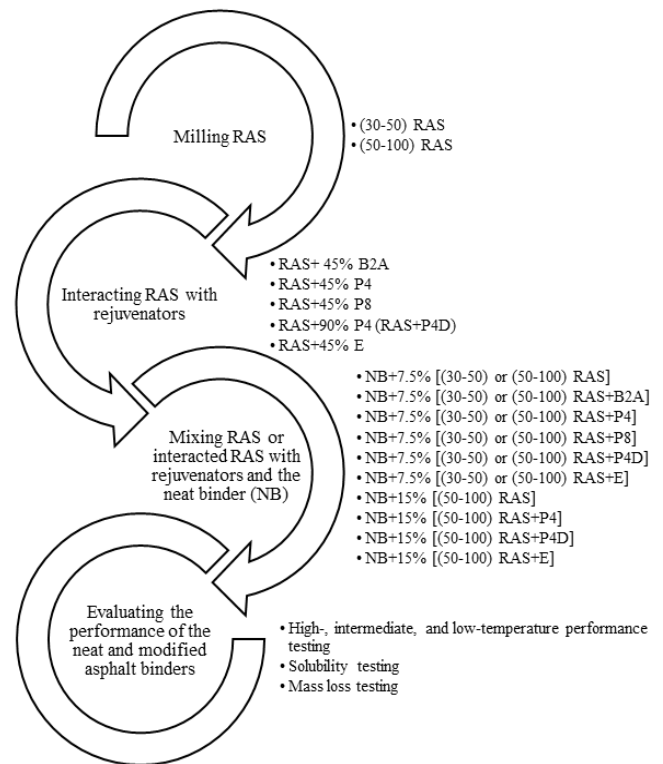 Milling RAS
• (30-50) RAS
• (50-100) RAS
Interacting RAS with
rejuvenators
• RAS+ 45% B2A
• RAS+45% P4
• RAS+45% P8
• RAS+90% P4 (RAS+P4D)
• RAS+45% E
Mixing RAS or
interacted RAS with
rejuvenators and the
neat binder (NB)
• NB+7.5% [(30-50) or (50-100) RAS]
• NB+7.5% [(30-50) or (50-100) RAS+B2A]
• NB+7.5% [(30-50) or (50-100) RAS+P4]
• NB+7.5% [(30-50) or (50-100) RAS+P8]
• NB+7.5% [(30-50) or (50-100) RAS+P4D]
• NB+7.5% [(30-50) or (50-100) RAS+E]
• NB+15% [(50-100) RAS]
• NB+15% [(50-100) RAS+P4]
• NB+15% [(50-100) RAS+P4D]
• NB+15% [(50-100) RAS+E]
Evaluating the
performance of the
neat and modified
asphalt binders
• High-, intermediate, and low-temperature performance
testing
• Solubility testing
• Mass loss testing